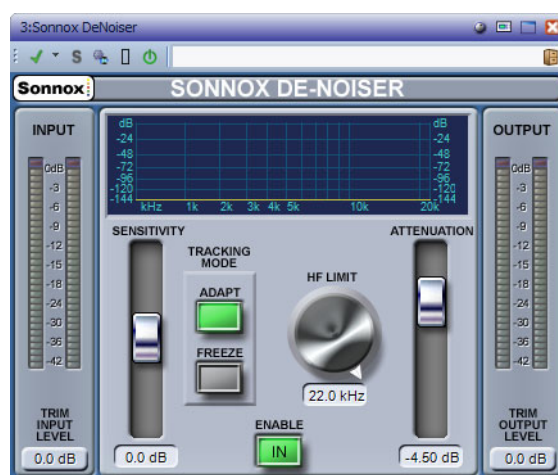 3:Sonnox DeNoiser
S
Sonnox
SONNOX DE-NOISER
INPUT
0dB
-3
-6
-9
-12
-15
-18
-24
-30
-36
-42
TRIM
INPUT
LEVEL
0.0 dB
dB dB
-24 -24
-48 -48
-72 -72
-96 -96
-120 -120
-144 -144
kHz 1k 2k 3k 4k 5k 10k 20k
SENSITIVITY
0.0 dB
TRACKING
MODE
ADAPT
FREEZE
HF LIMIT
22.0 kHz
ENABLE
IN
ATTENUATION
-4.50 dB
OUTPUT
0dB
-3
-6
-9
-12
-15
-18
-24
-30
-36
-42
TRIM
OUTPUT
LEVEL
0.0 dB